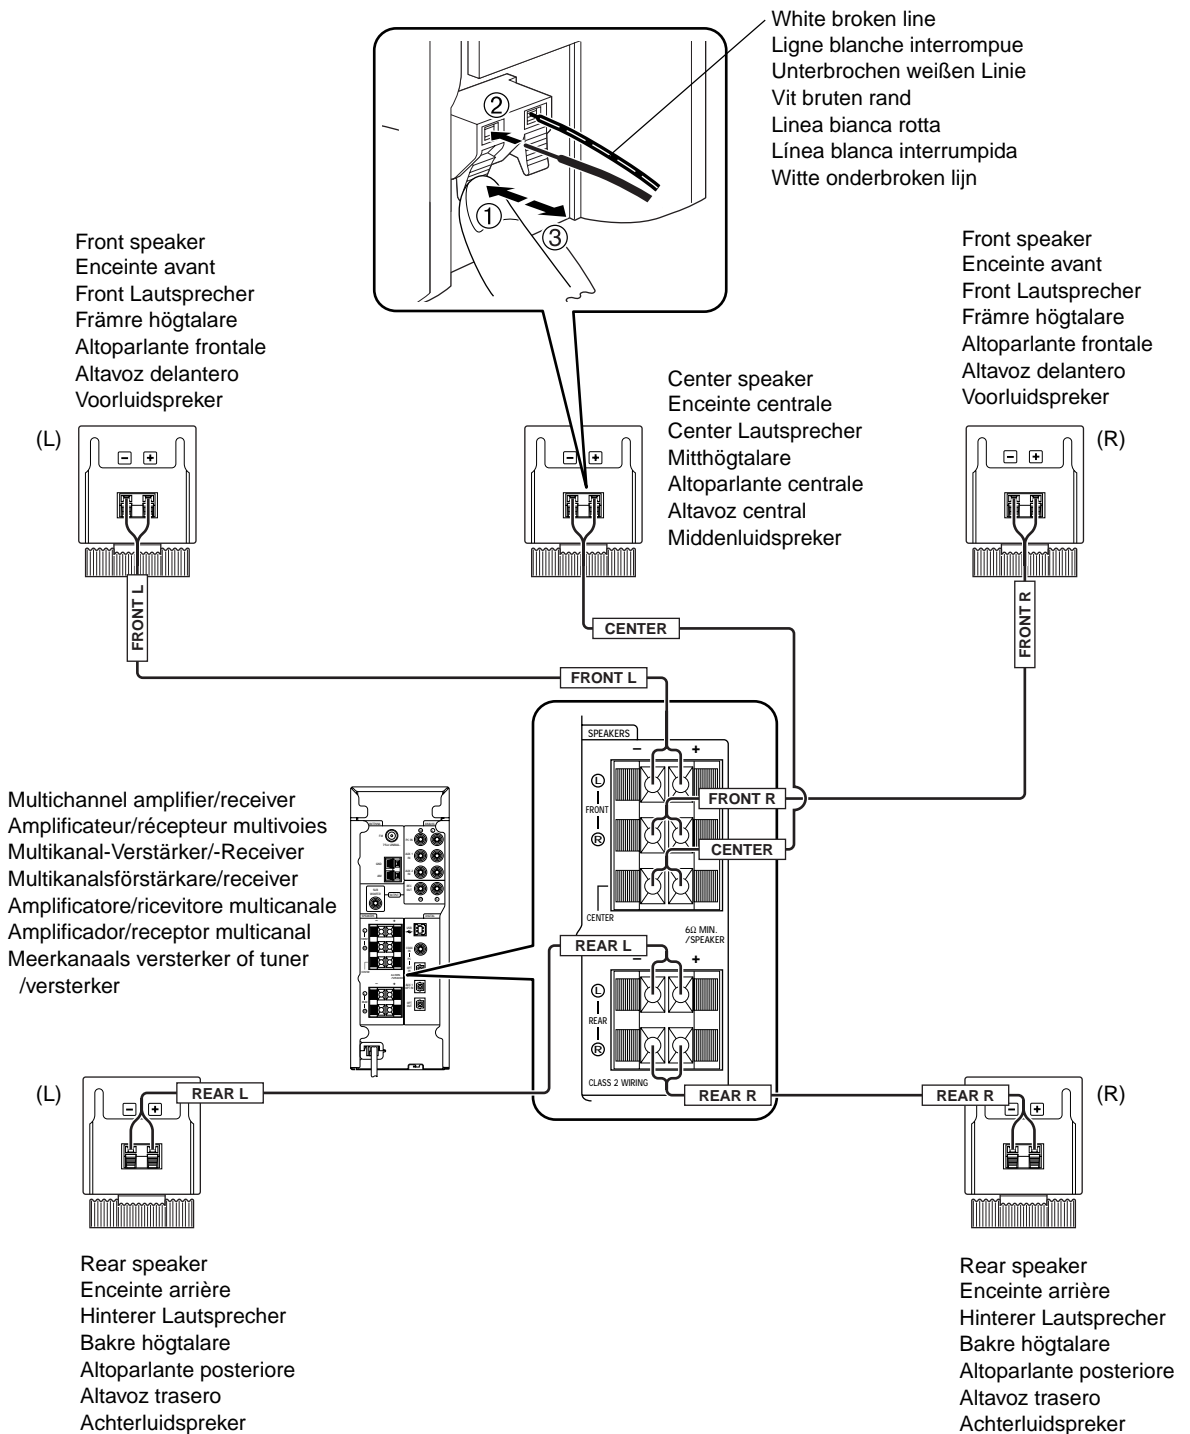 White broken line
Ligne blanche interrompue
Unterbrochen weißen Linie
Vit bruten rand
Linea bianca rotta
Línea blanca interrumpida
Witte onderbroken lijn
②
①
③
Front speaker
Enceinte avant
Front Lautsprecher
Främre högtalare
Altoparlante frontale
Altavoz delantero
Voorluidspreker
(L)
− +
Center speaker
Enceinte centrale
Center Lautsprecher
Mitthögtalare
Altoparlante centrale
Altavoz central
Middenluidspreker
− +
Front speaker
Enceinte avant
Front Lautsprecher
Främre högtalare
Altoparlante frontale
Altavoz delantero
Voorluidspreker
(R)
− +
FRONT L
CENTER
FRONT R
FRONT L
SPEAKERS
− +
L
FRONT
R
FRONT R
CENTER
CENTER
6Ω MIN.
/SPEAKER
REAR L
− +
L
REAR
R
CLASS 2 WIRING
REAR R
Multichannel amplifier/receiver
Amplificateur/récepteur multivoies
Multikanal-Verstärker/-Receiver
Multikanalsförstärkare/receiver
Amplificatore/ricevitore multicanale
Amplificador/receptor multicanal
Meerkanaals versterker of tuner
/versterker
(L)
REAR L
− +
REAR R
(R)
− +
Rear speaker
Enceinte arrière
Hinterer Lautsprecher
Bakre högtalare
Altoparlante posteriore
Altavoz trasero
Achterluidspreker
Rear speaker
Enceinte arrière
Hinterer Lautsprecher
Bakre högtalare
Altoparlante posteriore
Altavoz trasero
Achterluidspreker